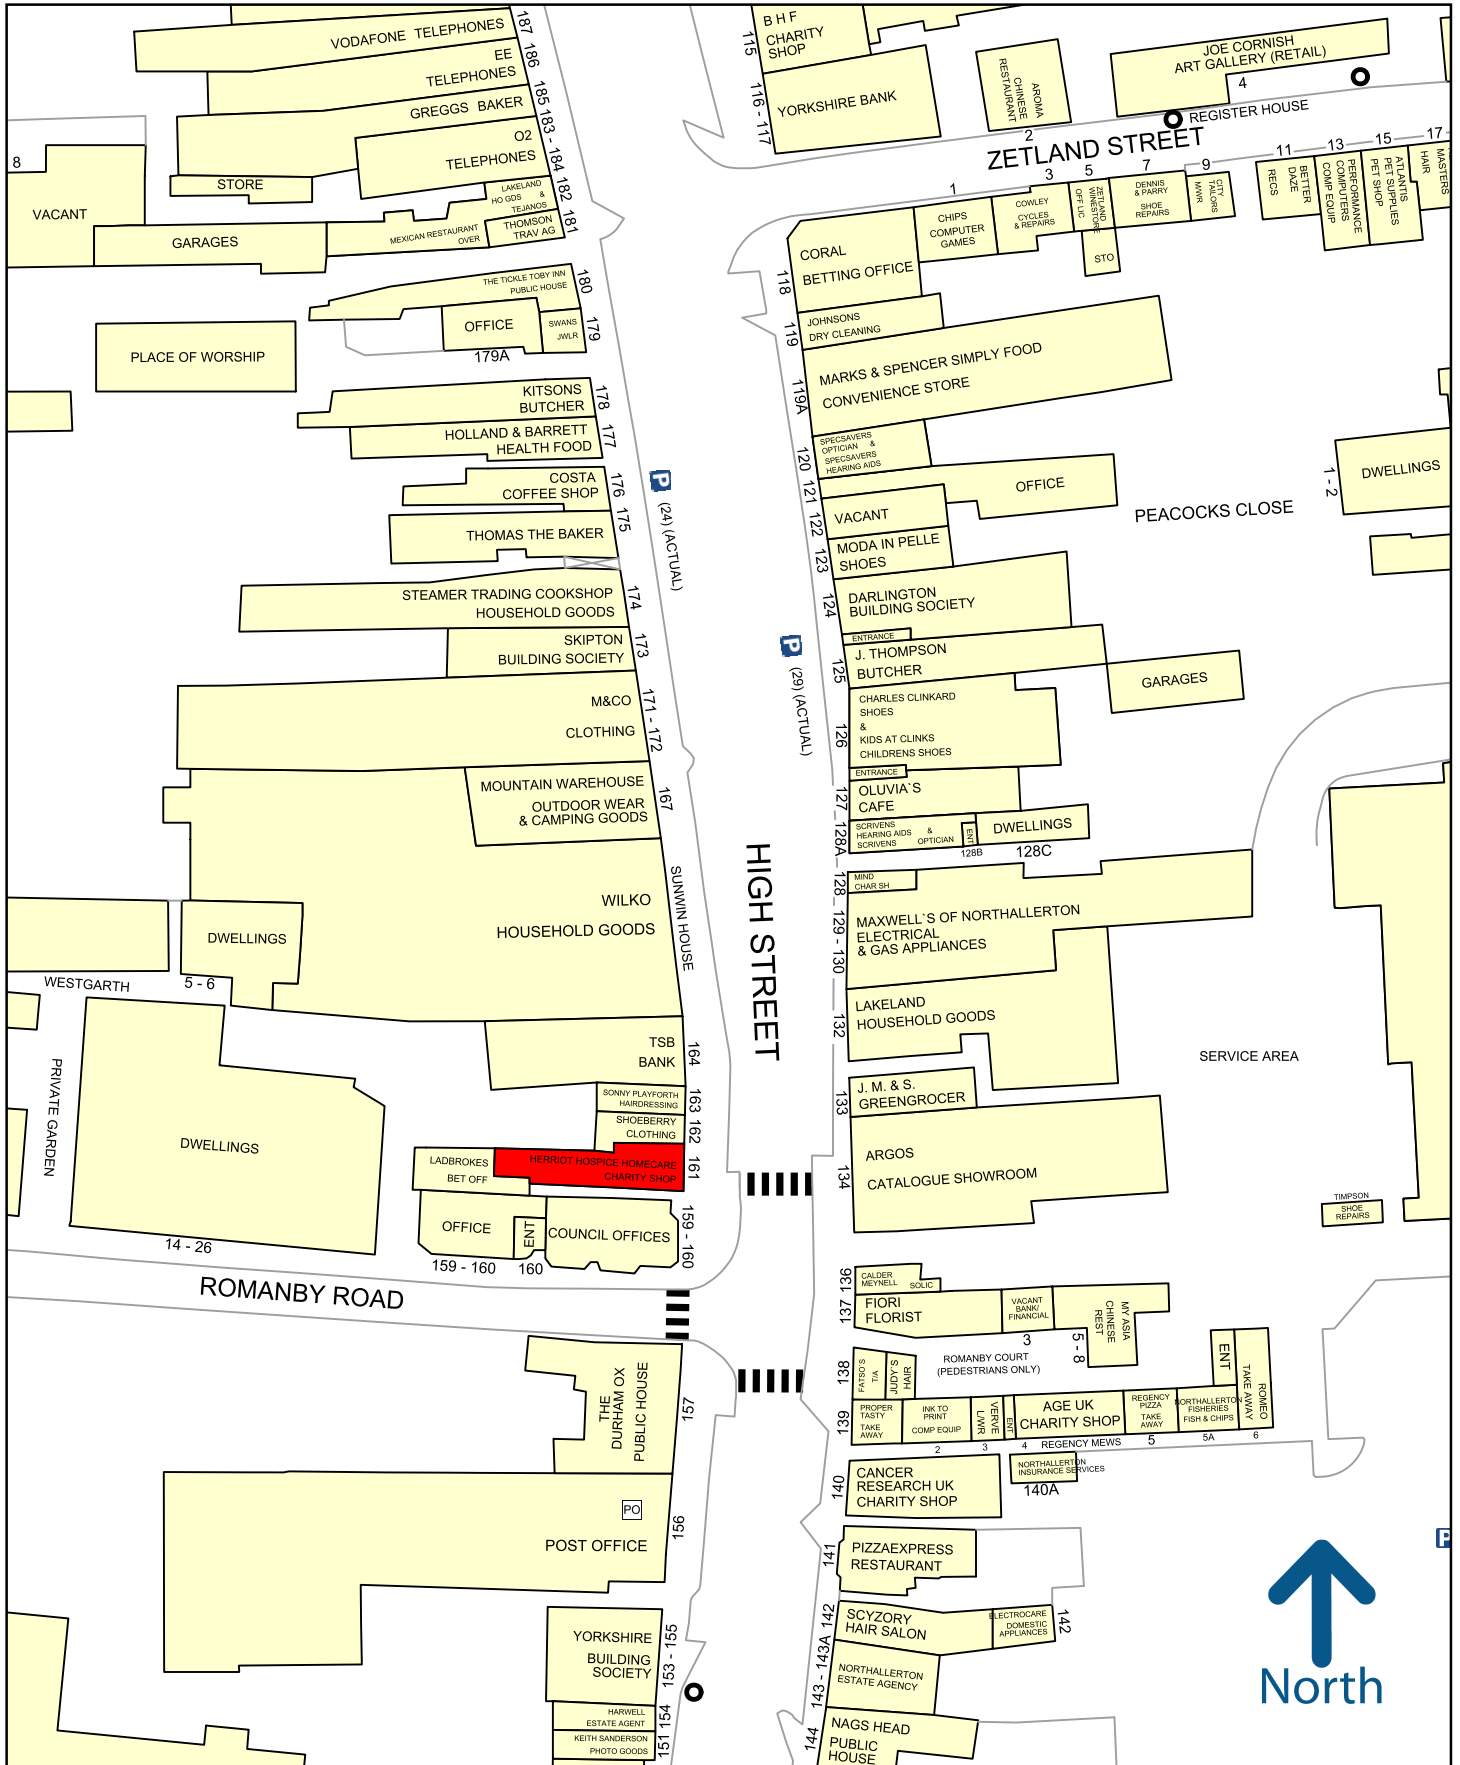 VODAFONE TELEPHONES
187
EE
TELEPHONES
186
GREGGS BAKER
185
O2
TELEPHONES
183 - 184
STORE
LAKELAND
HO GDS
&
TEJANOS
182
MEXICAN RESTAURANT
OVER
THOMSON
TRAV AG
181
8
VACANT
GARAGES
THE TICKLE TOBY INN
PUBLIC HOUSE
180
OFFICE
179A
SWANS
JWLR
179
PLACE OF WORSHIP
KITSONS
BUTCHER
178
HOLLAND & BARRETT
HEALTH FOOD
177
COSTA
COFFEE SHOP
176
THOMAS THE BAKER
175
P
(24) (ACTUAL)
STEAMER TRADING COOKSHOP
HOUSEHOLD GOODS
174
SKIPTON
BUILDING SOCIETY
173
M&CO
CLOTHING
171 - 172
MOUNTAIN WAREHOUSE
OUTDOOR WEAR
& CAMPING GOODS
167
WILKO
HOUSEHOLD GOODS
SUNWIN HOUSE
DWELLINGS
5 - 6
WESTGARTH
PRIVATE GARDEN
DWELLINGS
14 - 26
TSB
BANK
164
SONNY PLAYFORTH
HAIRDRESSING
163
SHOEBERRY
CLOTHING
162
LADBROKES
BET OFF
HERRIOT HOSPICE HOMECARE
CHARITY SHOP
161
OFFICE
159 - 160
ENT
160
COUNCIL OFFICES
159 - 160
ROMANBY ROAD
THE
DURHAM OX
PUBLIC HOUSE
157
PO
POST OFFICE
156
YORKSHIRE
BUILDING
SOCIETY
153 - 155
HARWELL
ESTATE AGENT
154
KEITH SANDERSON
PHOTO GOODS
151
HIGH STREET
B H F
CHARITY
SHOP
115
YORKSHIRE BANK
116 - 117
AROMA
CHINESE
RESTAURANT
2
JOE CORNISH
ART GALLERY (RETAIL)
4
REGISTER HOUSE
ZETLAND STREET
1
3
5
7
9
11
13
15
17
CORAL
BETTING OFFICE
118
CHIPS
COMPUTER
GAMES
COWLEY
CYCLES
& REPAIRS
ZETLAND
WINESTORE
OFF LIC
STO
DENNIS
& PARRY
SHOE
REPAIRS
CITY
TAILORS
MWR
BETTER
DAZE
RECS
PERFORMANCE
COMPUTERS
COMP EQUIP
ATLANTIS
PET SUPPLIES
PET SHOP
MASTERS
HAIR
JOHNSONS
DRY CLEANING
119
MARKS & SPENCER SIMPLY FOOD
CONVENIENCE STORE
119A
SPECSAVERS
OPTICIAN &
SPECSAVERS
HEARING AIDS
120
OFFICE
121
VACANT
122
MODA IN PELLE
SHOES
123
PEACOCKS CLOSE
DWELLINGS
1 - 2
DARLINGTON
BUILDING SOCIETY
124
ENTRANCE
P
(29) (ACTUAL)
J. THOMPSON
BUTCHER
125
GARAGES
CHARLES CLINKARD
SHOES
&
KIDS AT CLINKS
CHILDRENS SHOES
126
ENTRANCE
OLUVIA`S
CAFE
127
SCRIVENS
HEARING AIDS &
SCRIVENS OPTICIAN
128A
ENT
128B
DWELLINGS
128C
MIND
CHAR SH
128
MAXWELL`S OF NORTHALLERTON
ELECTRICAL
& GAS APPLIANCES
129 - 130
LAKELAND
HOUSEHOLD GOODS
132
SERVICE AREA
J. M. & S.
GREENGROCER
133
ARGOS
CATALOGUE SHOWROOM
134
TIMPSON
SHOE
REPAIRS
CALDER
MEYNELL SOLIC
136
FIORI
FLORIST
137
VACANT
BANK/
FINANCIAL
3
MY ASIA
CHINESE
REST
5 - 8
ROMANBY COURT
(PEDESTRIANS ONLY)
FATSO'S
T/A
JUDY`S
HAIR
138
PROPER
TASTY
TAKE
AWAY
139
INK TO
PRINT
COMP EQUIP
2
VERVE
L/WR
3
ENT
4
AGE UK
CHARITY SHOP
REGENCY MEWS
REGENCY
PIZZA
TAKE
AWAY
5
NORTHALLERTON
FISHERIES
FISH & CHIPS
5A
ENT
ROMEO
TAKE AWAY
6
CANCER
RESEARCH UK
CHARITY SHOP
140
NORTHALLERTON
INSURANCE SERVICES
140A
PIZZAEXPRESS
RESTAURANT
141
SCYZORY
HAIR SALON
142
ELECTROCARE
DOMESTIC
APPLIANCES
142
NORTHALLERTON
ESTATE AGENCY
143 - 143A
NAGS HEAD
PUBLIC
HOUSE
144
P
North